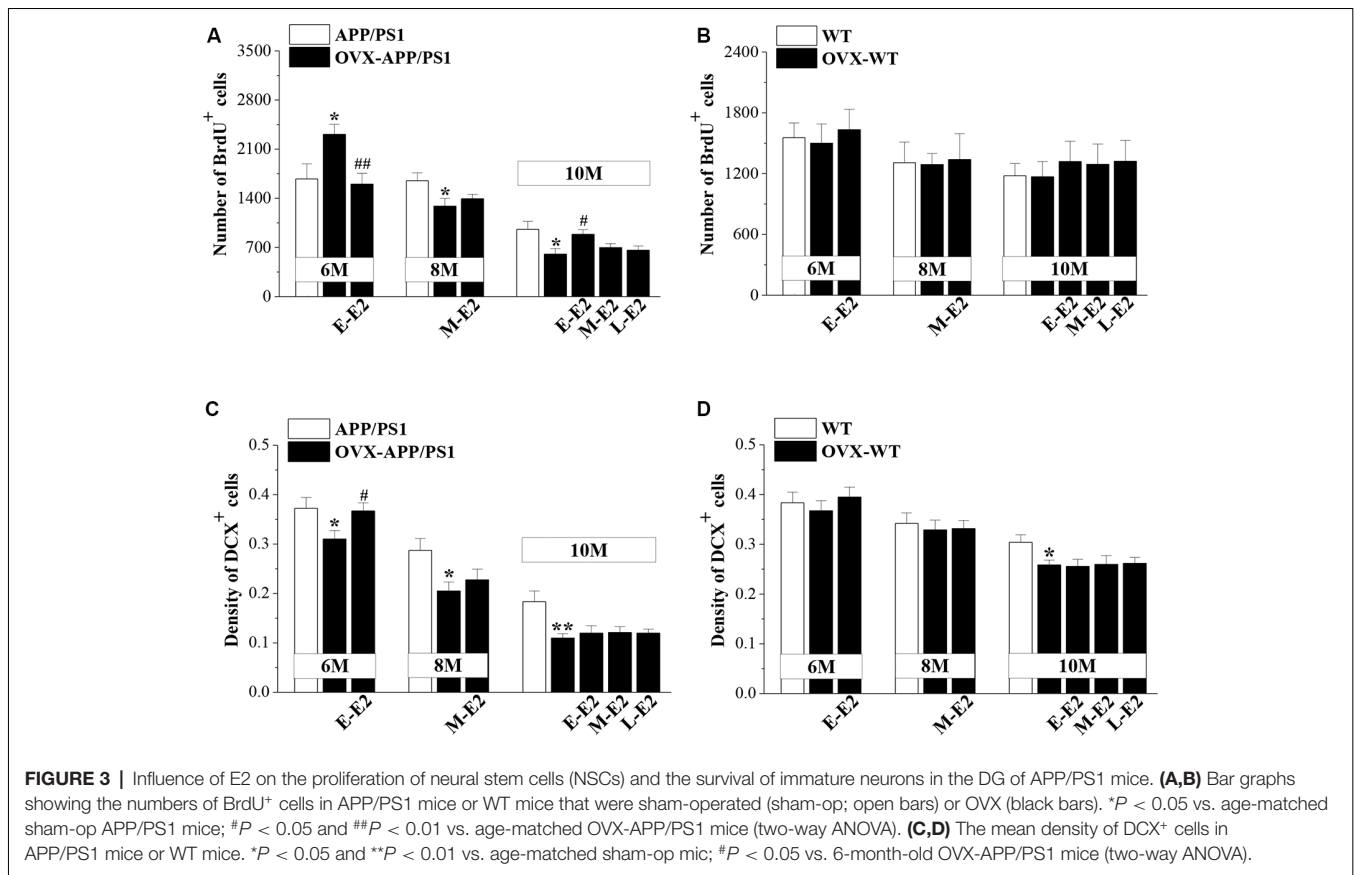 A
APP/PS1
OVX-APP/PS1
Number of BrdU+ cells
3500
2800
2100
1400
700
0
*
##
*
*
#
10M
6M
8M
E-E2
M-E2
E-E2
M-E2
L-E2
B
WT
OVX-WT
Number of BrdU+ cells
2400
1800
1200
600
0
6M
8M
10M
E-E2
M-E2
E-E2
M-E2
L-E2
C
APP/PS1
OVX-APP/PS1
Density of DCX+ cells
0.5
0.4
0.3
0.2
0.1
0.0
*
#
*
**
10M
6M
8M
E-E2
M-E2
E-E2
M-E2
L-E2
D
WT
OVX-WT
Density of DCX+ cells
0.5
0.4
0.3
0.2
0.1
0.0
*
6M
8M
10M
E-E2
M-E2
E-E2
M-E2
L-E2
FIGURE 3 | Influence of E2 on the proliferation of neural stem cells (NSCs) and the survival of immature neurons in the DG of APP/PS1 mice. (A,B) Bar graphs
showing the numbers of BrdU+ cells in APP/PS1 mice or WT mice that were sham-operated (sham-op; open bars) or OVX (black bars). *P < 0.05 vs. age-matched
sham-op APP/PS1 mice; #P < 0.05 and ##P < 0.01 vs. age-matched OVX-APP/PS1 mice (two-way ANOVA). (C,D) The mean density of DCX+ cells in
APP/PS1 mice or WT mice. *P < 0.05 and **P < 0.01 vs. age-matched sham-op mic; #P < 0.05 vs. 6-month-old OVX-APP/PS1 mice (two-way ANOVA).